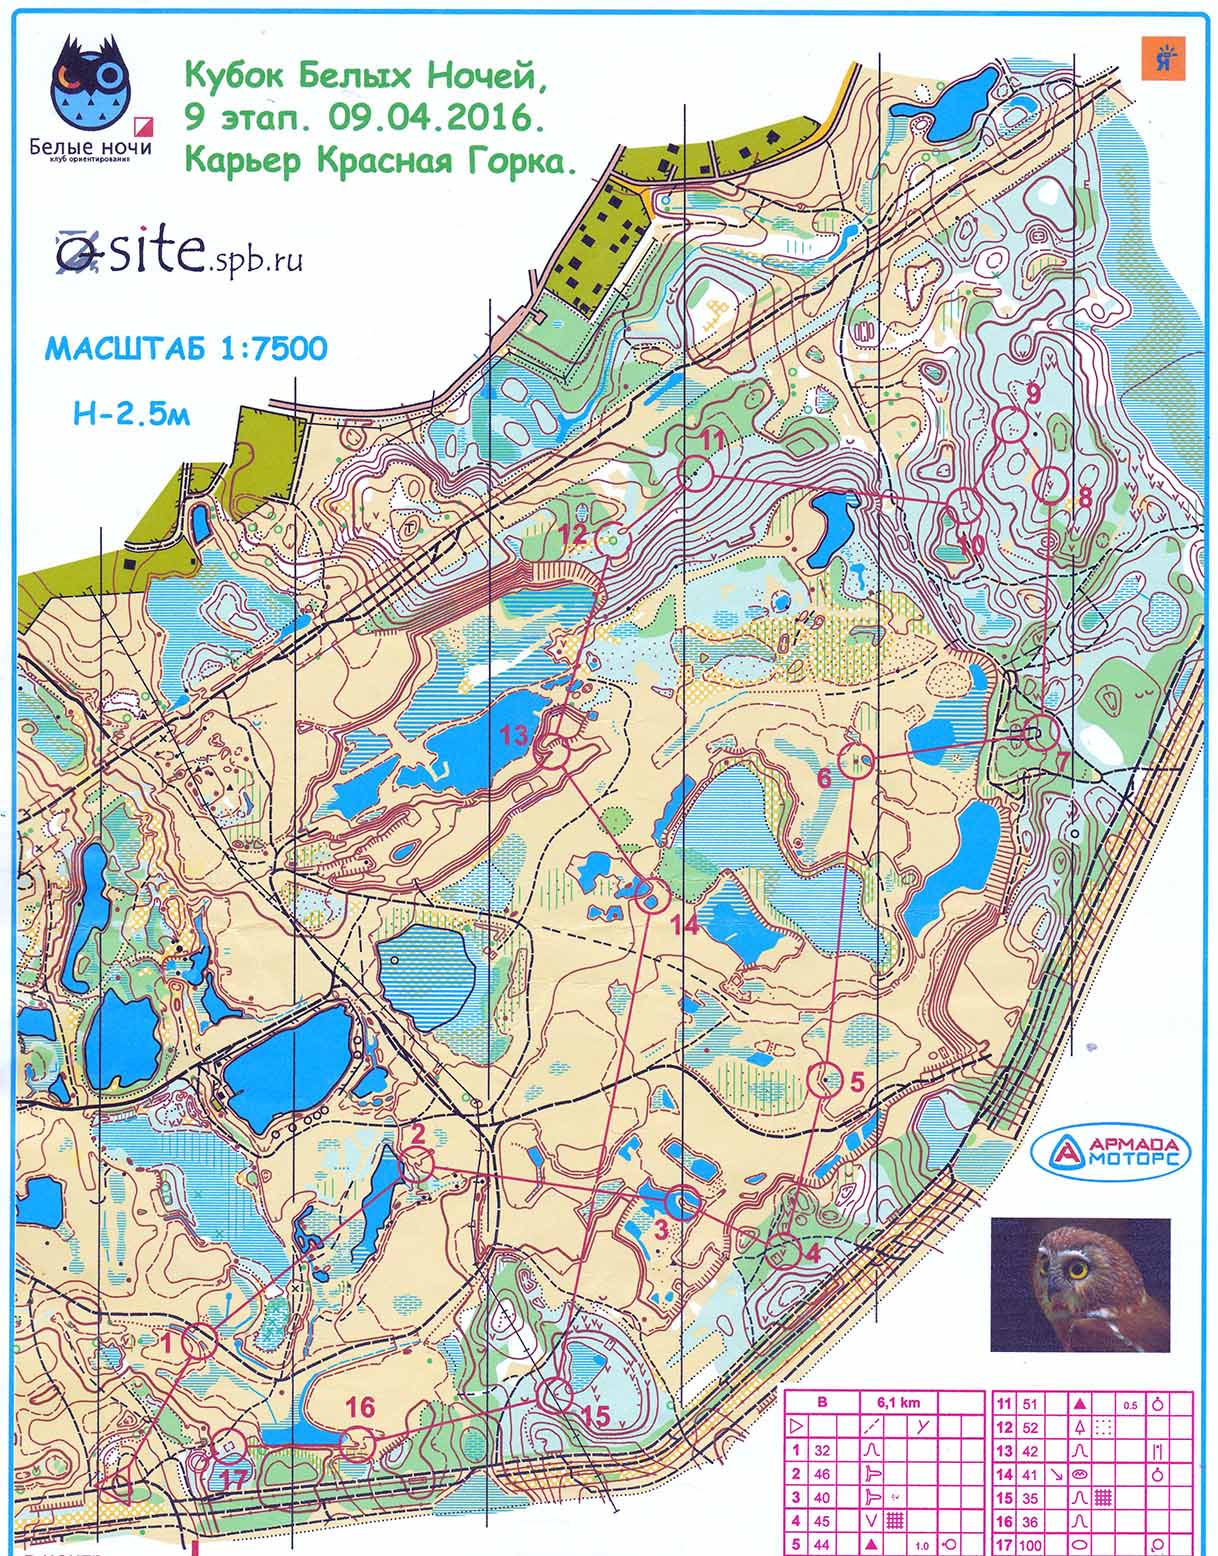 Белые ночи
клуб ориентирования
Кубок Белых Ночей,
9 этап. 09.04.2016.
Карьер Красная Горка.
Я
o-site.spb.ru
МАСШТАБ 1:7500
Н-2.5м
9
11
8
12
10
13
7
6
14
5
2
3
4
1
16
15
17
АРМАДА
МОТОРС
В 6,1 km
1 32
2 46
3 40
4 45
5 44 1.0
11 51 0.5
12 52
13 42
14 41
15 35
16 36
17 100